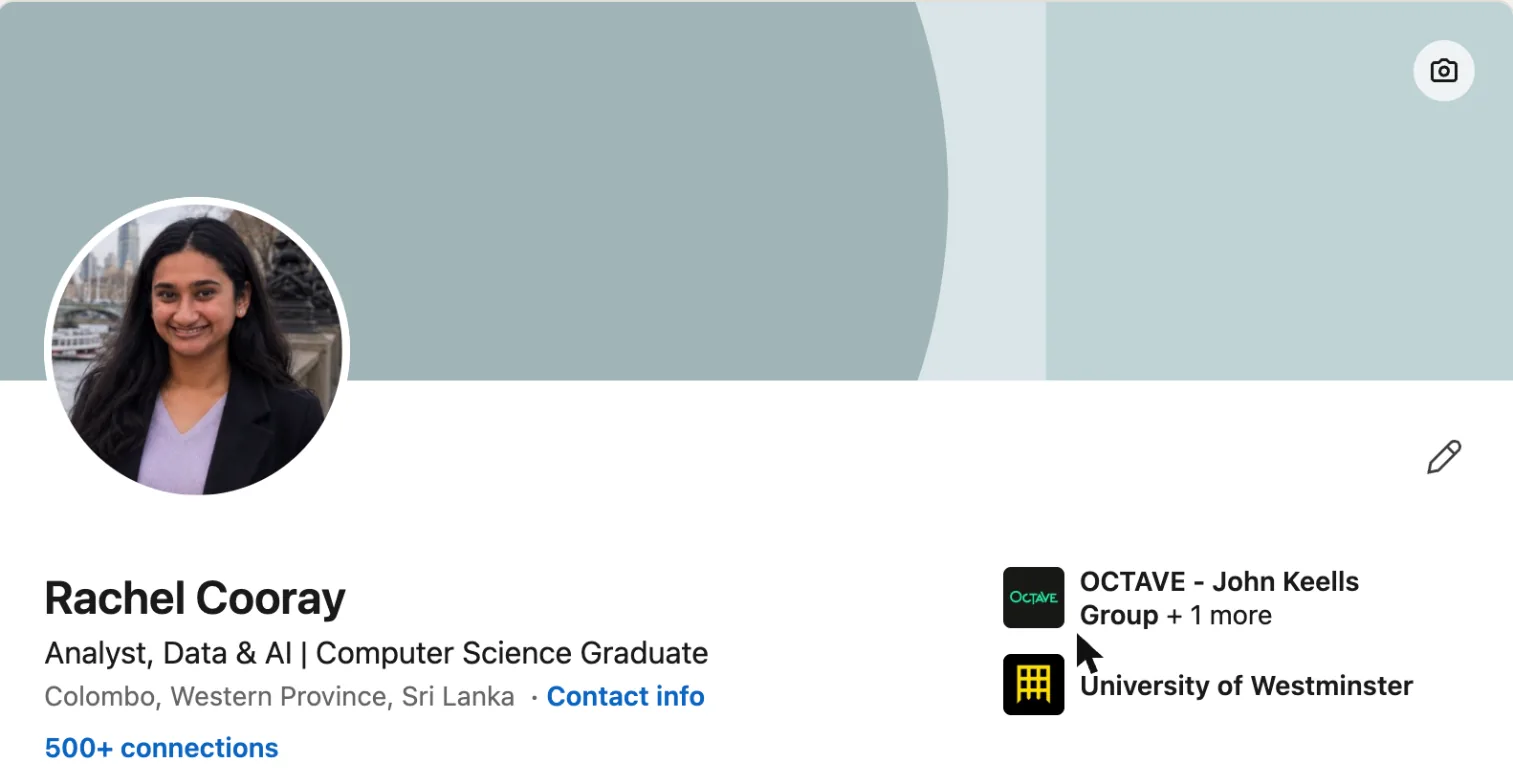 Rachel Cooray
Analyst, Data & AI | Computer Science Graduate
Colombo, Western Province, Sri Lanka · Contact info
500+ connections
OCTAVE
OCTAVE - John Keells
Group + 1 more
University of Westminster